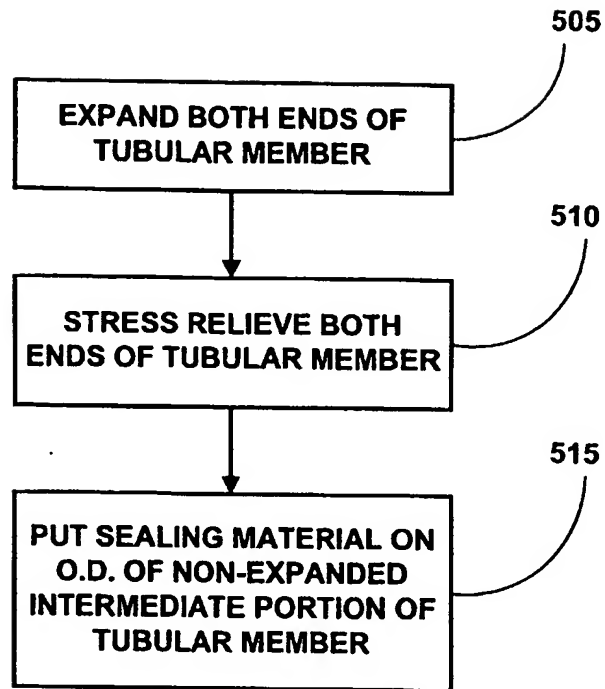 505
EXPAND BOTH ENDS OF
TUBULAR MEMBER
510
STRESS RELIEVE BOTH
ENDS OF TUBULAR MEMBER
515
PUT SEALING MATERIAL ON
O.D. OF NON-EXPANDED
INTERMEDIATE PORTION OF
TUBULAR MEMBER